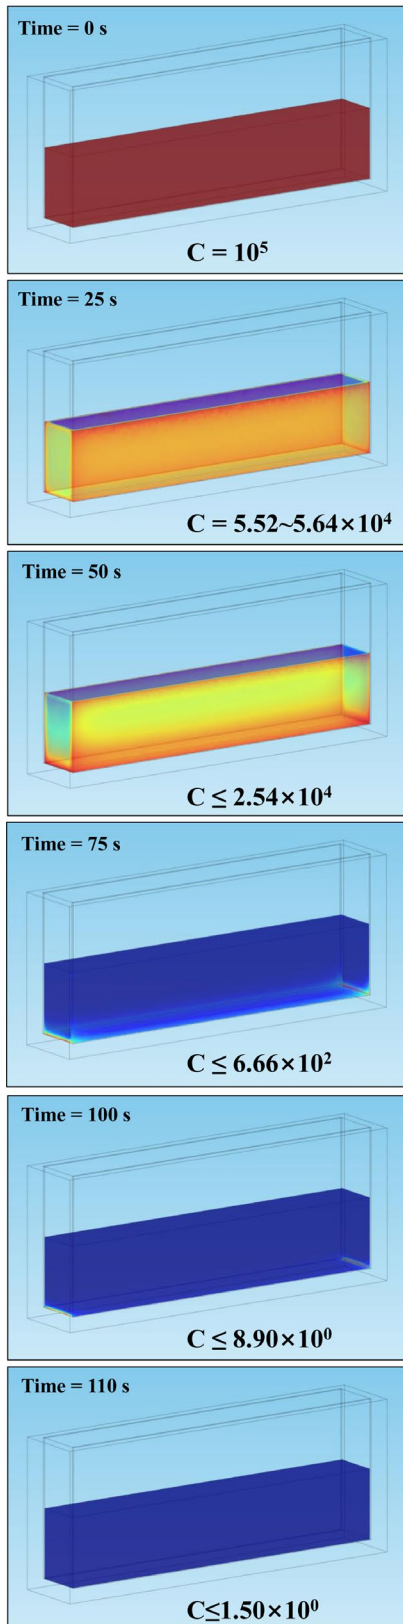 Time = 0 s
C = 10⁵
Time = 25 s
C = 5.52~5.64×10⁴
Time = 50 s
C ≤ 2.54×10⁴
Time = 75 s
C ≤ 6.66×10²
Time = 100 s
C ≤ 8.90×10⁰
Time = 110 s
C≤1.50×10⁰